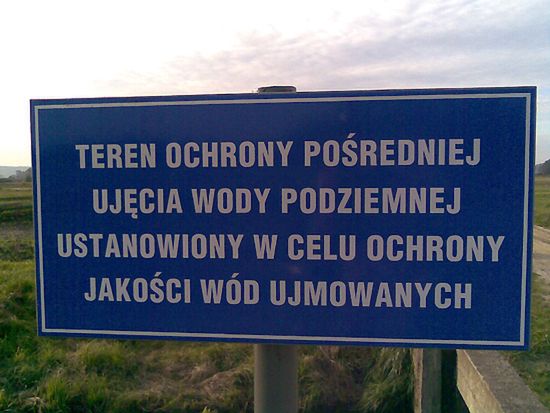 TEREN OCHRONY POŚREDNIEJ
UJĘCIA WODY PODZIEMNEJ
USTANOWIONY W CELU OCHRONY
JAKOŚCI WÓD UJMOWANYCH